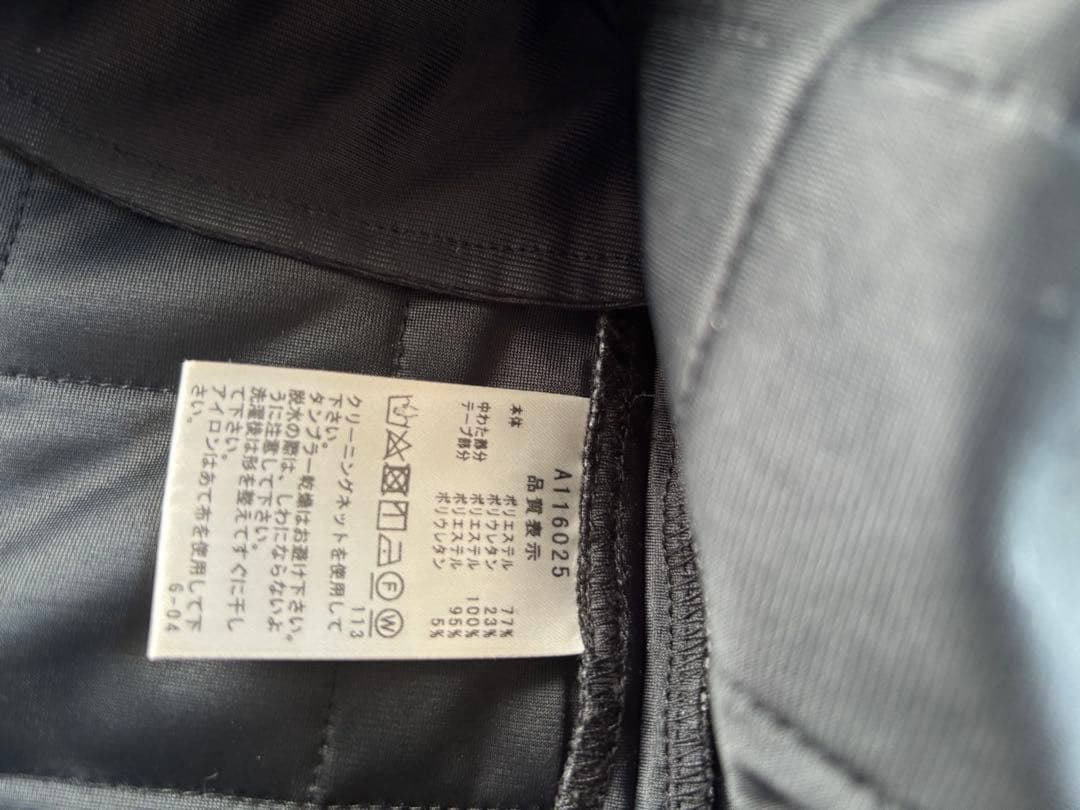 A116025
品質表示
本体 ポリエステル 77%
ポリウレタン 23%
中わた部分 ポリエステル 100%
テープ部分 ポリエステル 95%
ポリウレタン 5%
F W
113
クリーニングネットを使用して
下さい。
タンブラー乾燥はお避け下さい。
脱水の際は、しわにならないよ
うに注意して下さい。
洗濯後は形を整えてすぐに干し
て下さい。
アイロンはあて布を使用して下
さい。
6-04